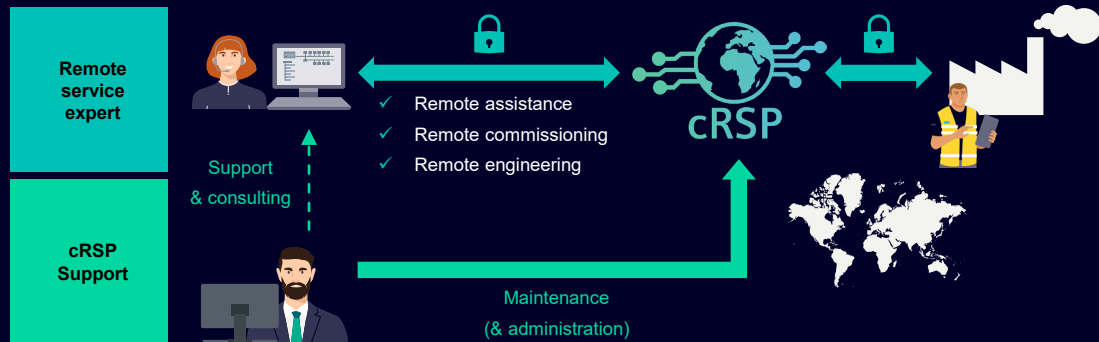 Remote
service
expert
✓ Remote assistance
✓ Remote commissioning
✓ Remote engineering
cRSP
Support
& consulting
cRSP
Support
Maintenance
(& administration)